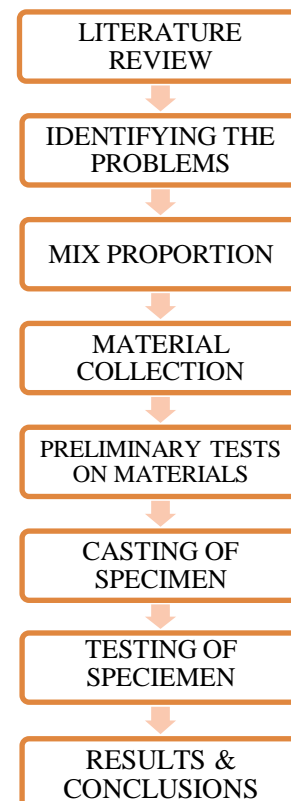 LITERATURE
REVIEW
IDENTIFYING THE
PROBLEMS
MIX PROPORTION
MATERIAL
COLLECTION
PRELIMINARY TESTS
ON MATERIALS
CASTING OF
SPECIMEN
TESTING OF
SPECIEMEN
RESULTS &
CONCLUSIONS